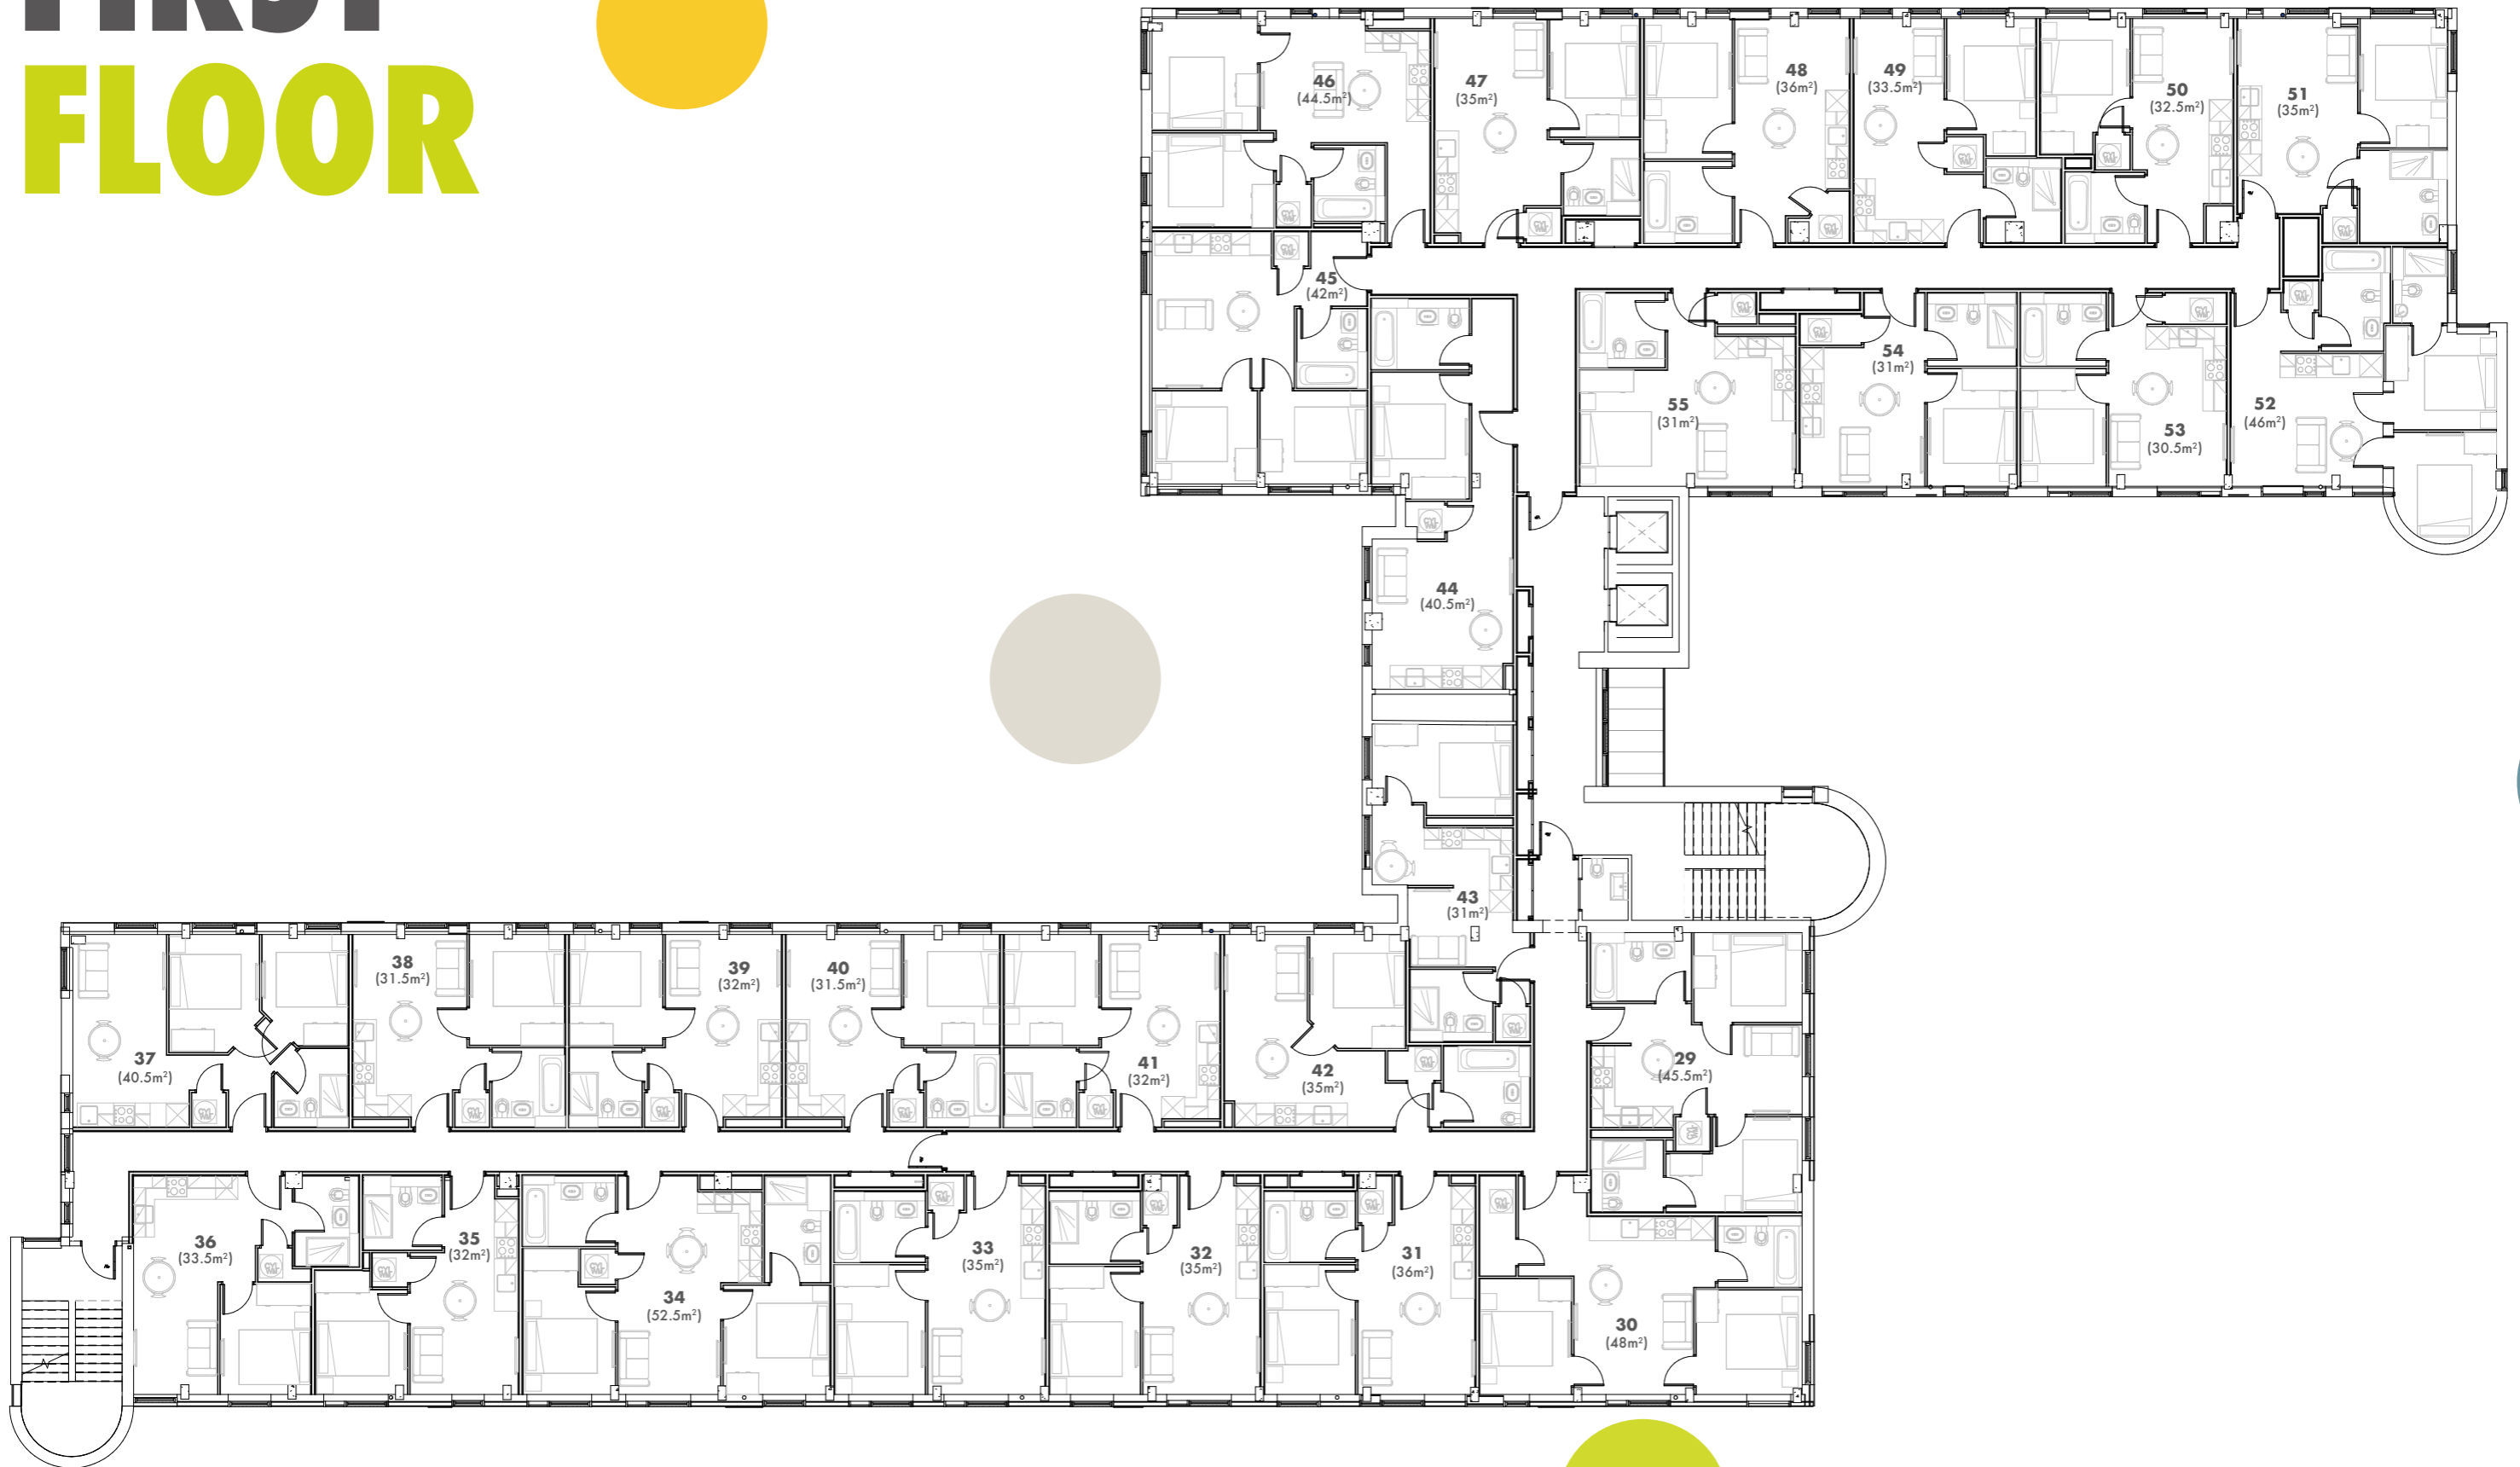 FIRST
FLOOR
46
(44.5m²)
47
(35m²)
48
(36m²)
49
(33.5m²)
50
(32.5m²)
51
(35m²)
45
(42m²)
55
(31m²)
54
(31m²)
53
(30.5m²)
52
(46m²)
44
(40.5m²)
43
(31m²)
37
(40.5m²)
38
(31.5m²)
39
(32m²)
40
(31.5m²)
41
(32m²)
42
(35m²)
29
(45.5m²)
36
(33.5m²)
35
(32m²)
34
(52.5m²)
33
(35m²)
32
(35m²)
31
(36m²)
30
(48m²)